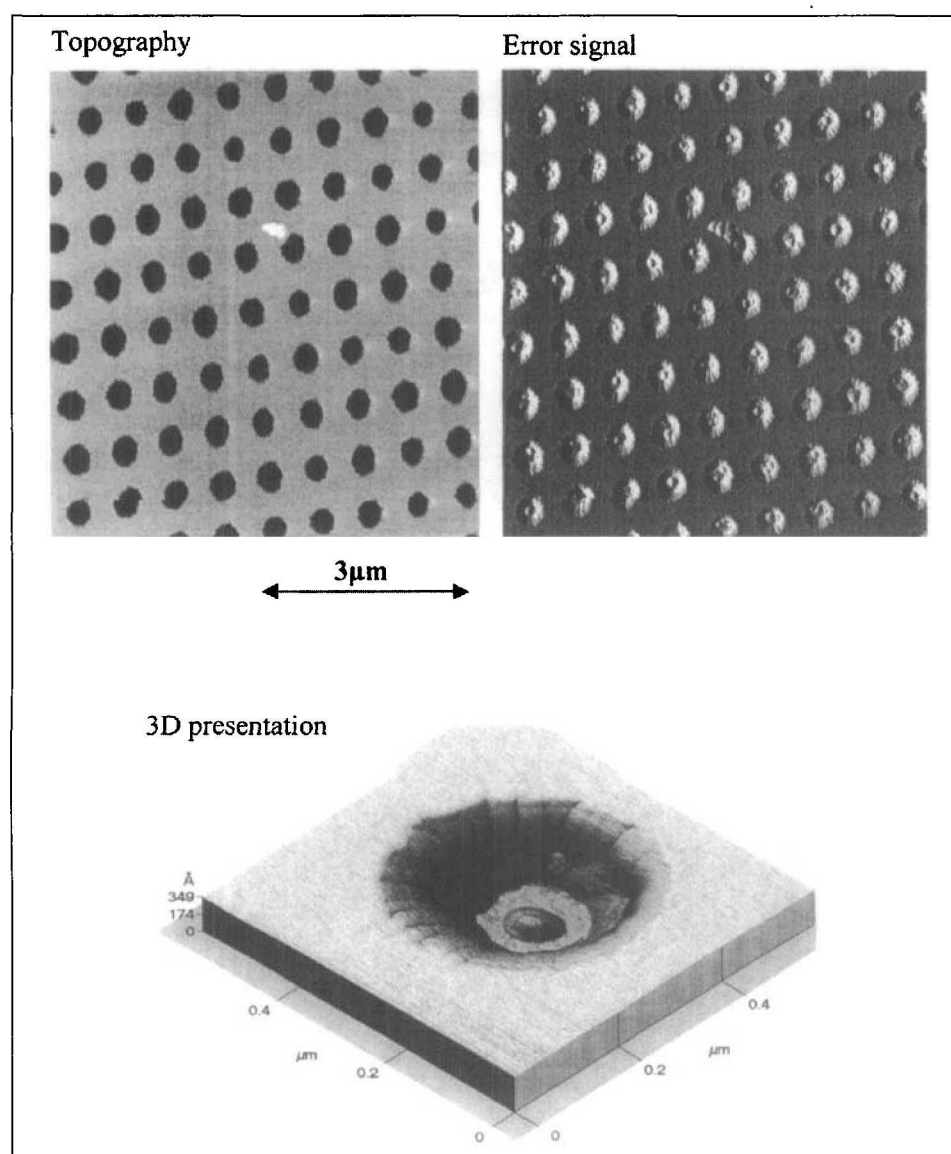 Topography
Error signal
3µm
3D presentation
Å
349
174
0
0.4
µm
0.2
0
0
0.2
µm
0.4